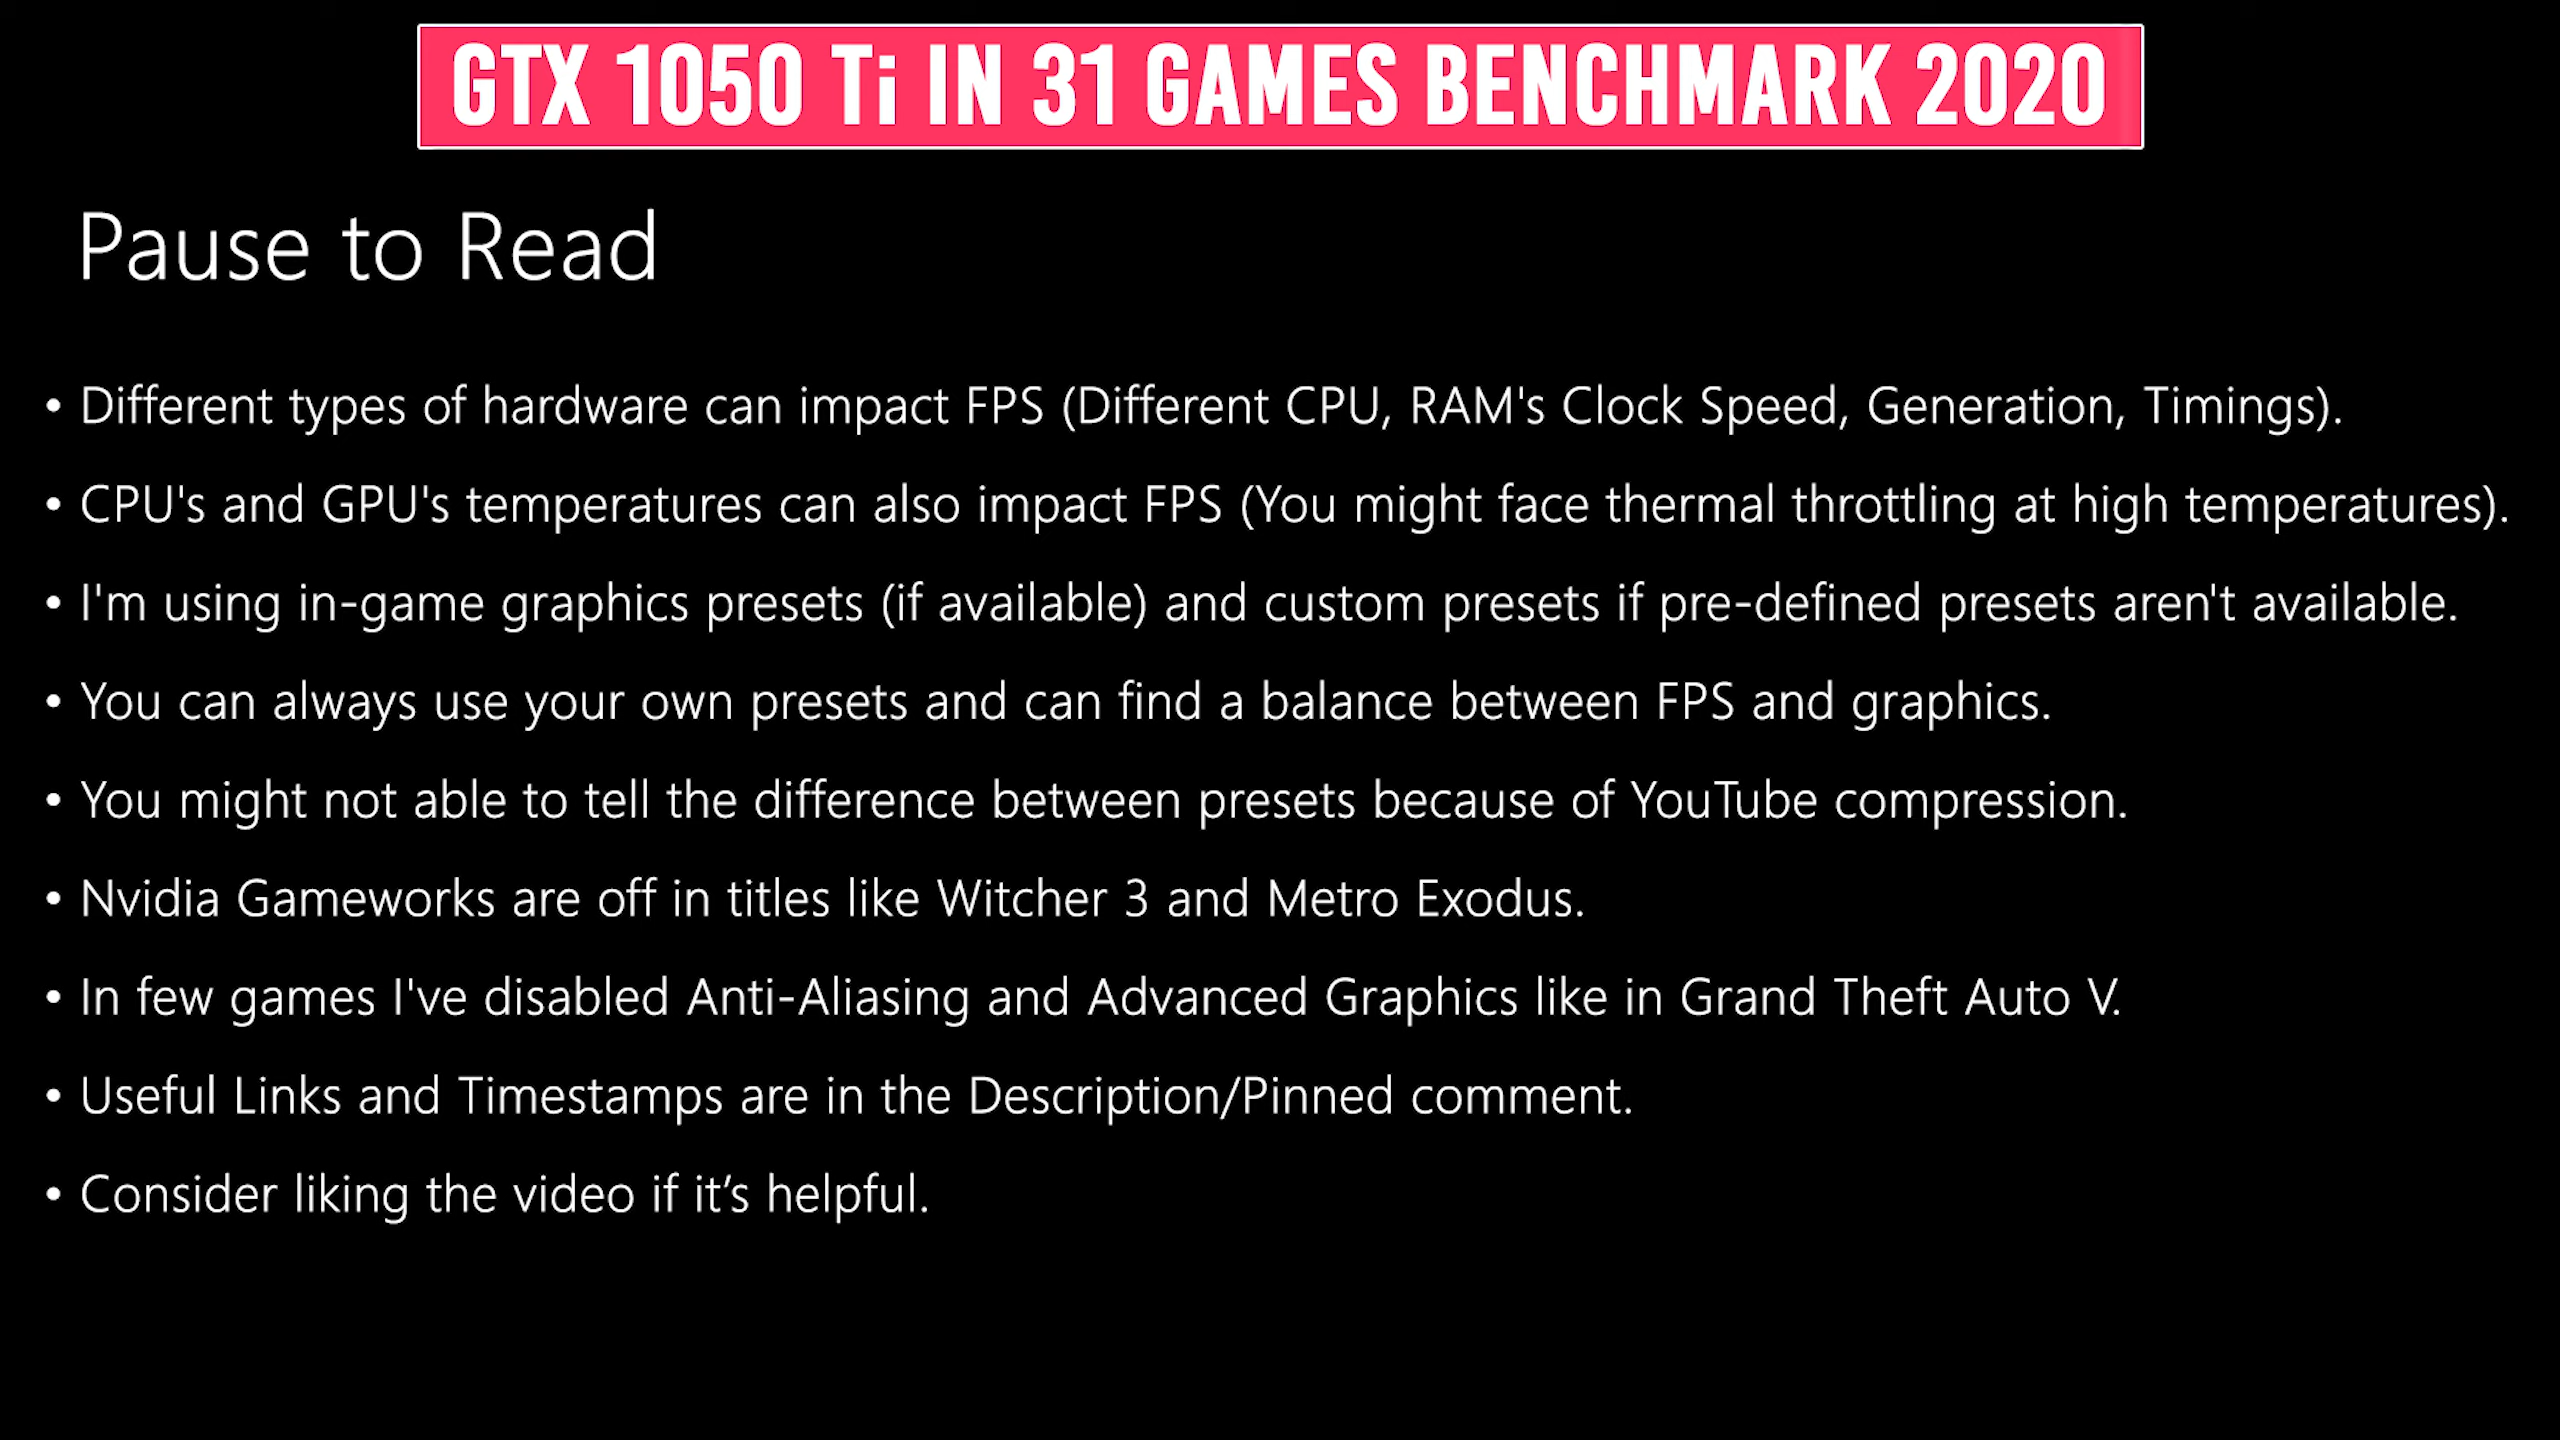 GTX 1050 Ti IN 31 GAMES BENCHMARK 2020
Pause to Read
• Different types of hardware can impact FPS (Different CPU, RAM's Clock Speed, Generation, Timings).
• CPU's and GPU's temperatures can also impact FPS (You might face thermal throttling at high temperatures).
• I'm using in-game graphics presets (if available) and custom presets if pre-defined presets aren't available.
• You can always use your own presets and can find a balance between FPS and graphics.
• You might not able to tell the difference between presets because of YouTube compression.
• Nvidia Gameworks are off in titles like Witcher 3 and Metro Exodus.
• In few games I've disabled Anti-Aliasing and Advanced Graphics like in Grand Theft Auto V.
• Useful Links and Timestamps are in the Description/Pinned comment.
• Consider liking the video if it’s helpful.